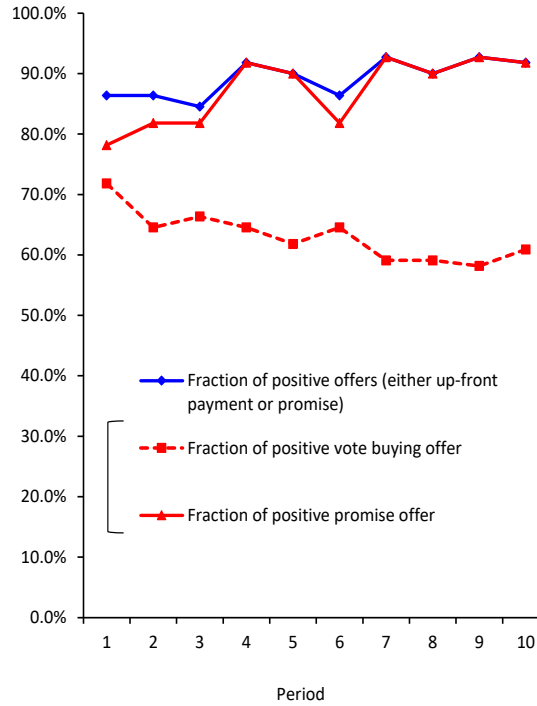 100.0%
90.0%
80.0%
70.0%
60.0%
50.0%
40.0%
30.0%
20.0%
10.0%
0.0%
Fraction of positive offers (either up-front
payment or promise)
Fraction of positive vote buying offer
Fraction of positive promise offer
1 2 3 4 5 6 7 8 9 10
Period